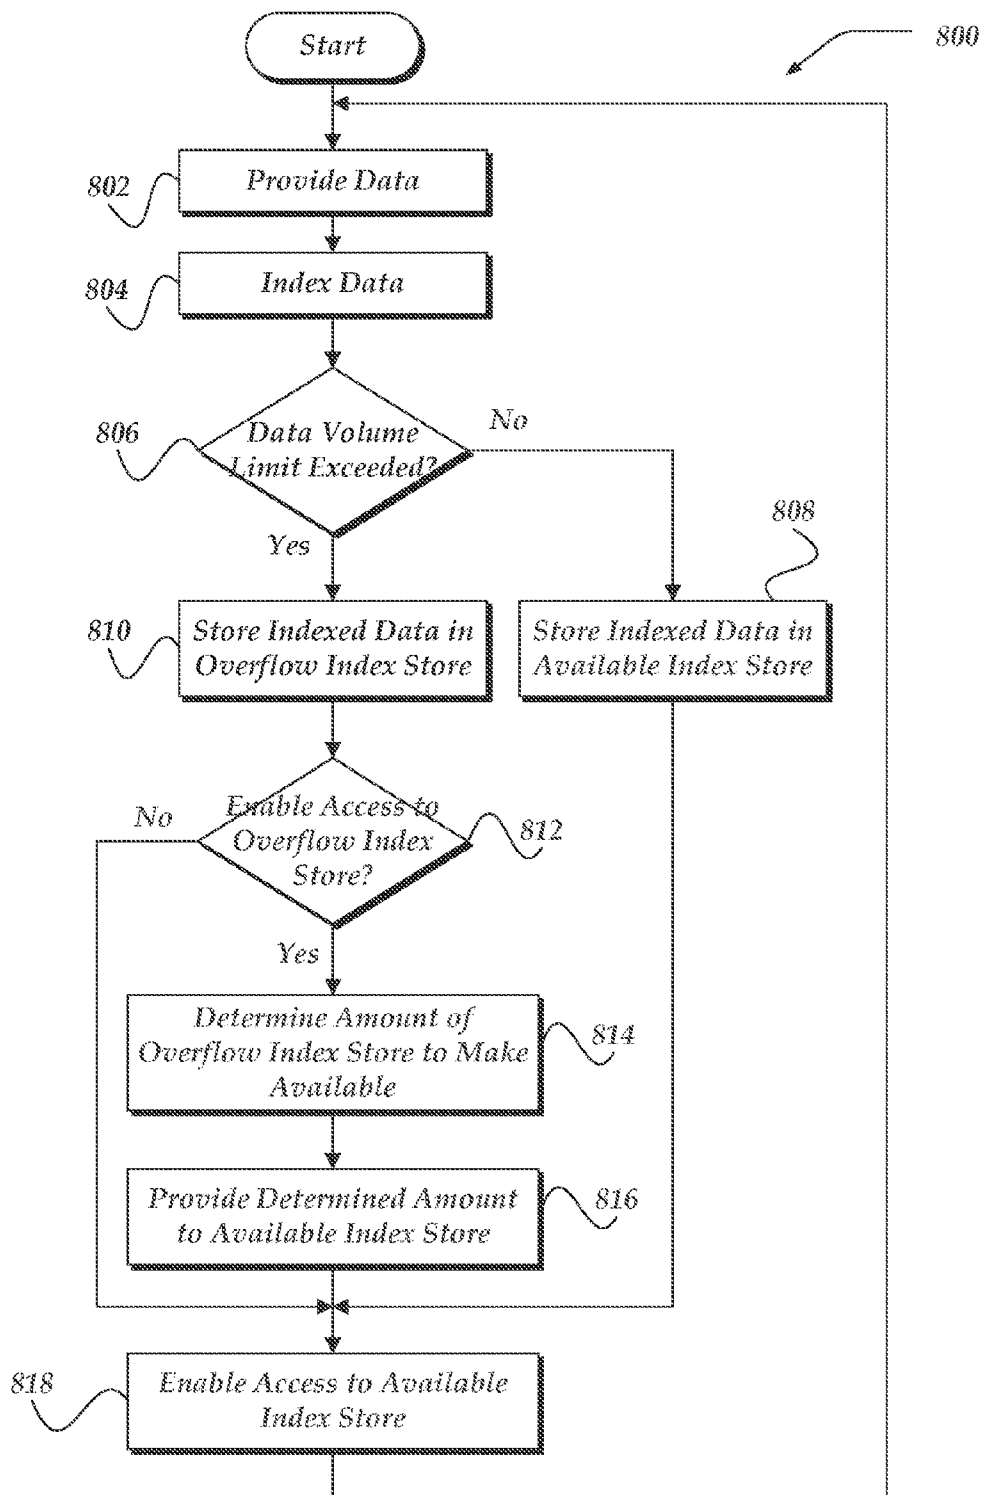 Start
800
802
Provide Data
804
Index Data
806
Data Volume
Limit Exceeded?
No
Yes
808
810
Store Indexed Data in
Overflow Index Store
Store Indexed Data in
Available Index Store
No
Enable Access to
Overflow Index
Store?
812
Yes
Determine Amount of
Overflow Index Store to Make
Available
814
Provide Determined Amount
to Available Index Store
816
818
Enable Access to Available
Index Store